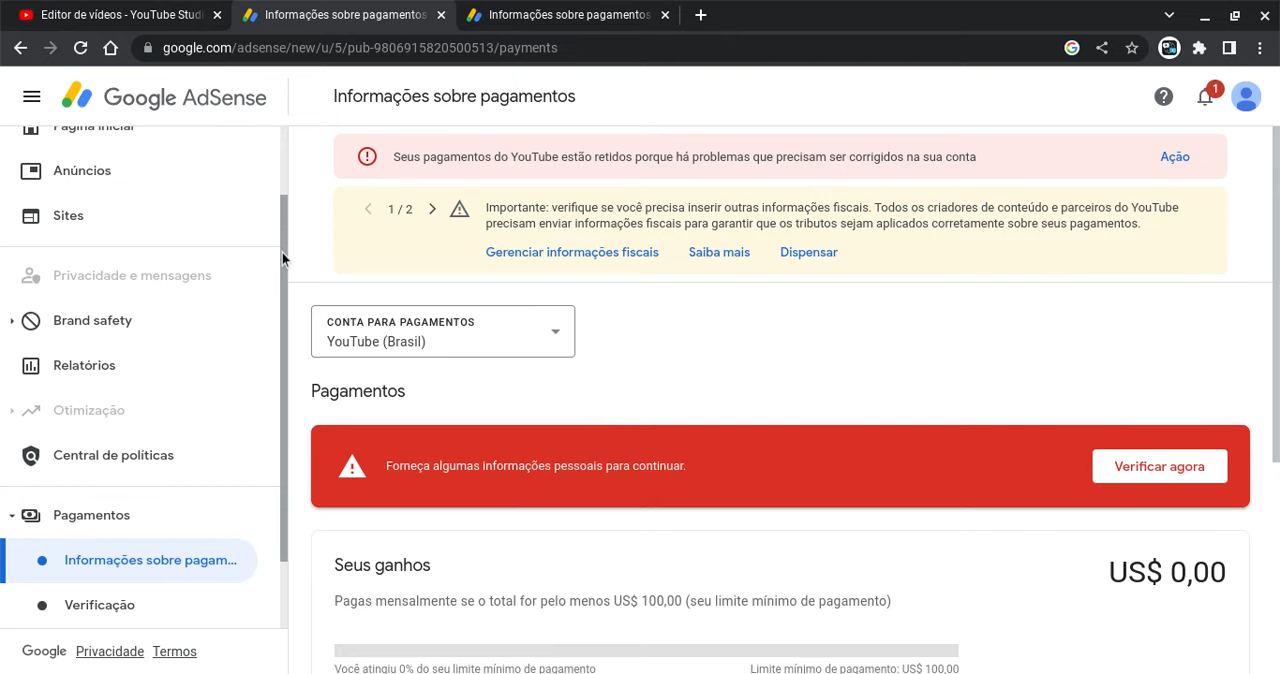 Editor de vídeos - YouTube Studi
Informações sobre pagamentos
Informações sobre pagamentos
google.com/adsense/new/u/5/pub-9806915820500513/payments
Google AdSense
Informações sobre pagamentos
1
Página inicial
Anúncios
Sites
Privacidade e mensagens
Brand safety
Relatórios
Otimização
Central de políticas
Pagamentos
Informações sobre pagam...
Verificação
Google Privacidade Termos
Seus pagamentos do YouTube estão retidos porque há problemas que precisam ser corrigidos na sua conta
Ação
1 / 2
Importante: verifique se você precisa inserir outras informações fiscais. Todos os criadores de conteúdo e parceiros do YouTube
precisam enviar informações fiscais para garantir que os tributos sejam aplicados corretamente sobre seus pagamentos.
Gerenciar informações fiscais Saiba mais Dispensar
CONTA PARA PAGAMENTOS
YouTube (Brasil)
Pagamentos
Forneça algumas informações pessoais para continuar.
Verificar agora
Seus ganhos
US$ 0,00
Pagas mensalmente se o total for pelo menos US$ 100,00 (seu limite mínimo de pagamento)
Você atingiu 0% do seu limite mínimo de pagamento
Limite mínimo de pagamento: US$ 100,00